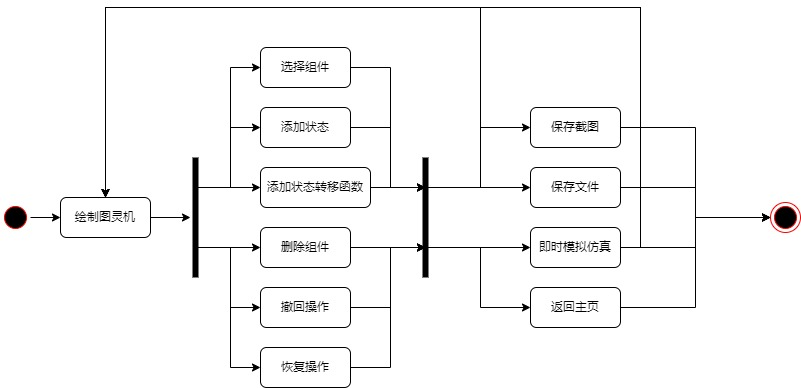 绘制图灵机
选择组件
添加状态
添加状态转移函数
删除组件
撤回操作
恢复操作
保存截图
保存文件
即时模拟仿真
返回主页